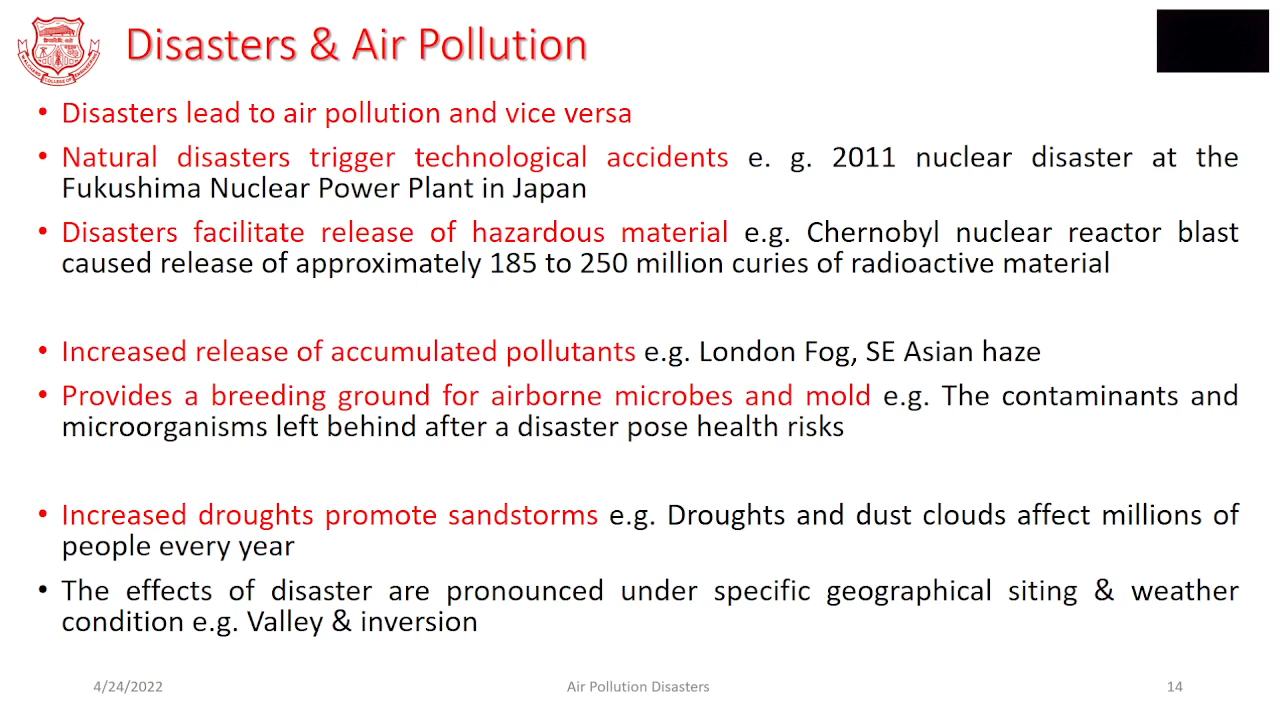 Disasters & Air Pollution
• Disasters lead to air pollution and vice versa
• Natural disasters trigger technological accidents e. g. 2011 nuclear disaster at the
Fukushima Nuclear Power Plant in Japan
• Disasters facilitate release of hazardous material e.g. Chernobyl nuclear reactor blast
caused release of approximately 185 to 250 million curies of radioactive material
• Increased release of accumulated pollutants e.g. London Fog, SE Asian haze
• Provides a breeding ground for airborne microbes and mold e.g. The contaminants and
microorganisms left behind after a disaster pose health risks
• Increased droughts promote sandstorms e.g. Droughts and dust clouds affect millions of
people every year
• The effects of disaster are pronounced under specific geographical siting & weather
condition e.g. Valley & inversion
4/24/2022
Air Pollution Disasters
14